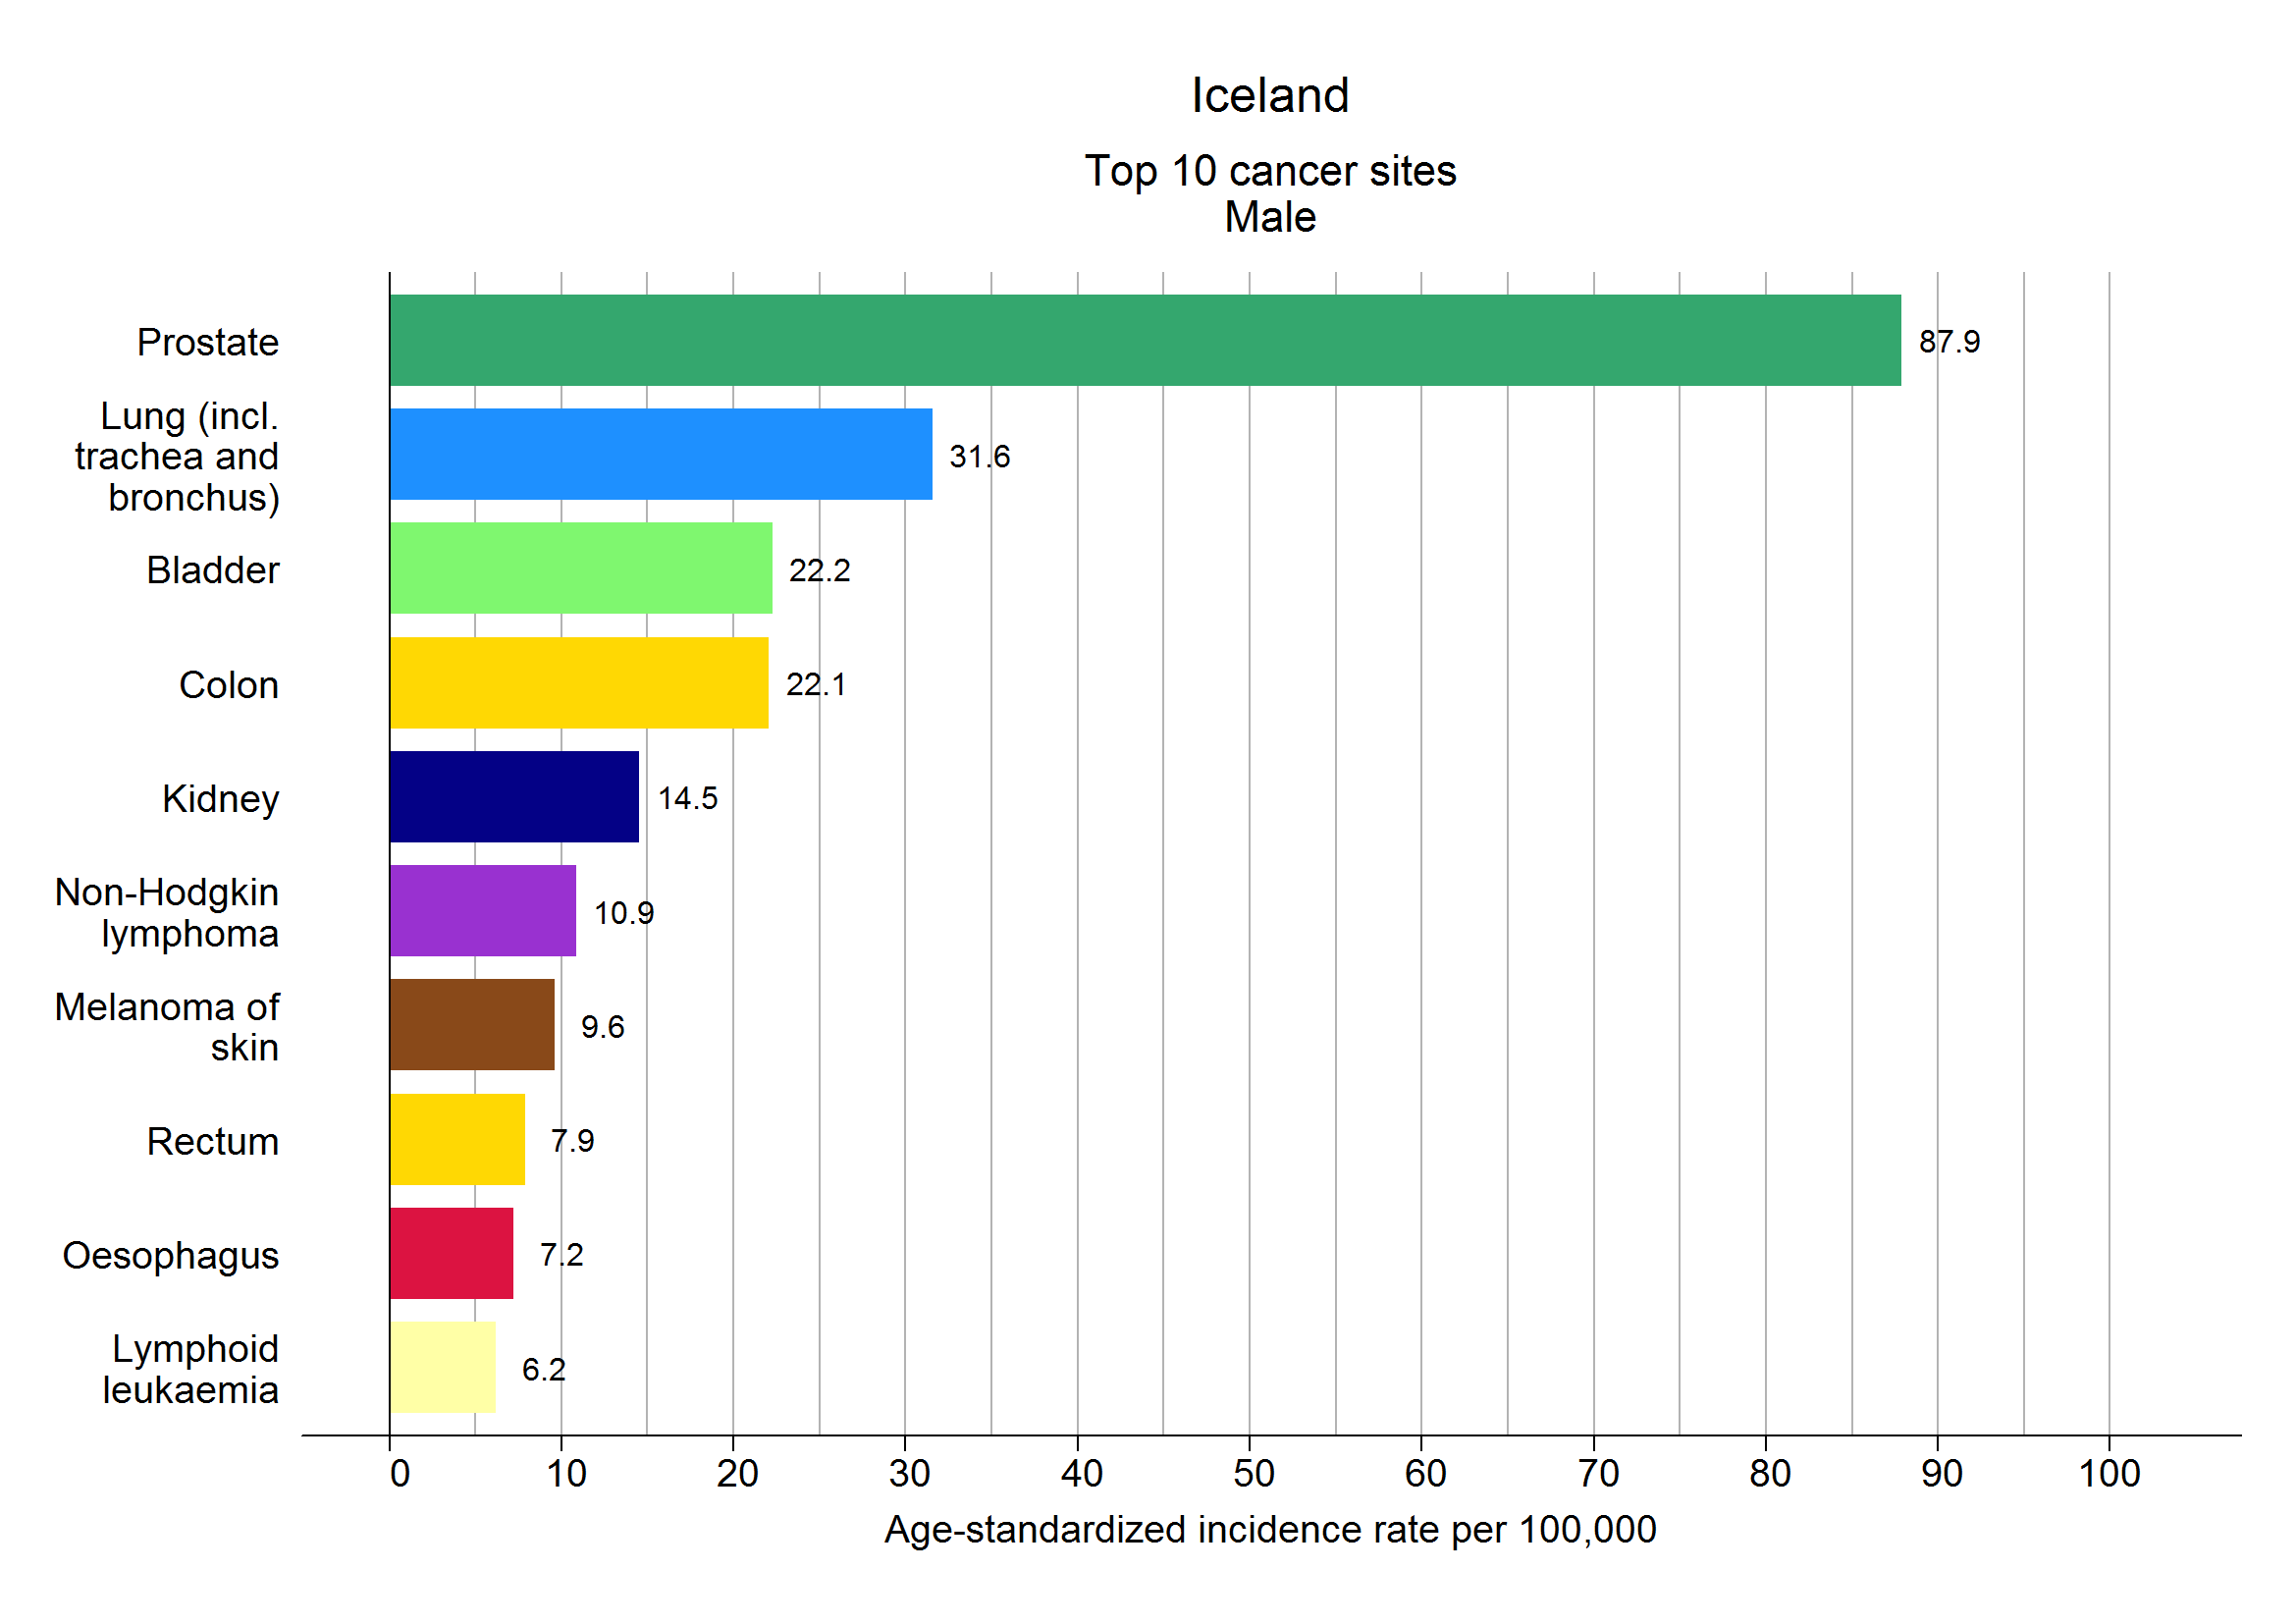 Iceland
Top 10 cancer sites
Male
Prostate
87.9
Lung (incl.
trachea and
bronchus)
31.6
Bladder
22.2
Colon
22.1
Kidney
14.5
Non-Hodgkin
lymphoma
10.9
Melanoma of
skin
9.6
Rectum
7.9
Oesophagus
7.2
Lymphoid
leukaemia
6.2
0 10 20 30 40 50 60 70 80 90 100
Age-standardized incidence rate per 100,000